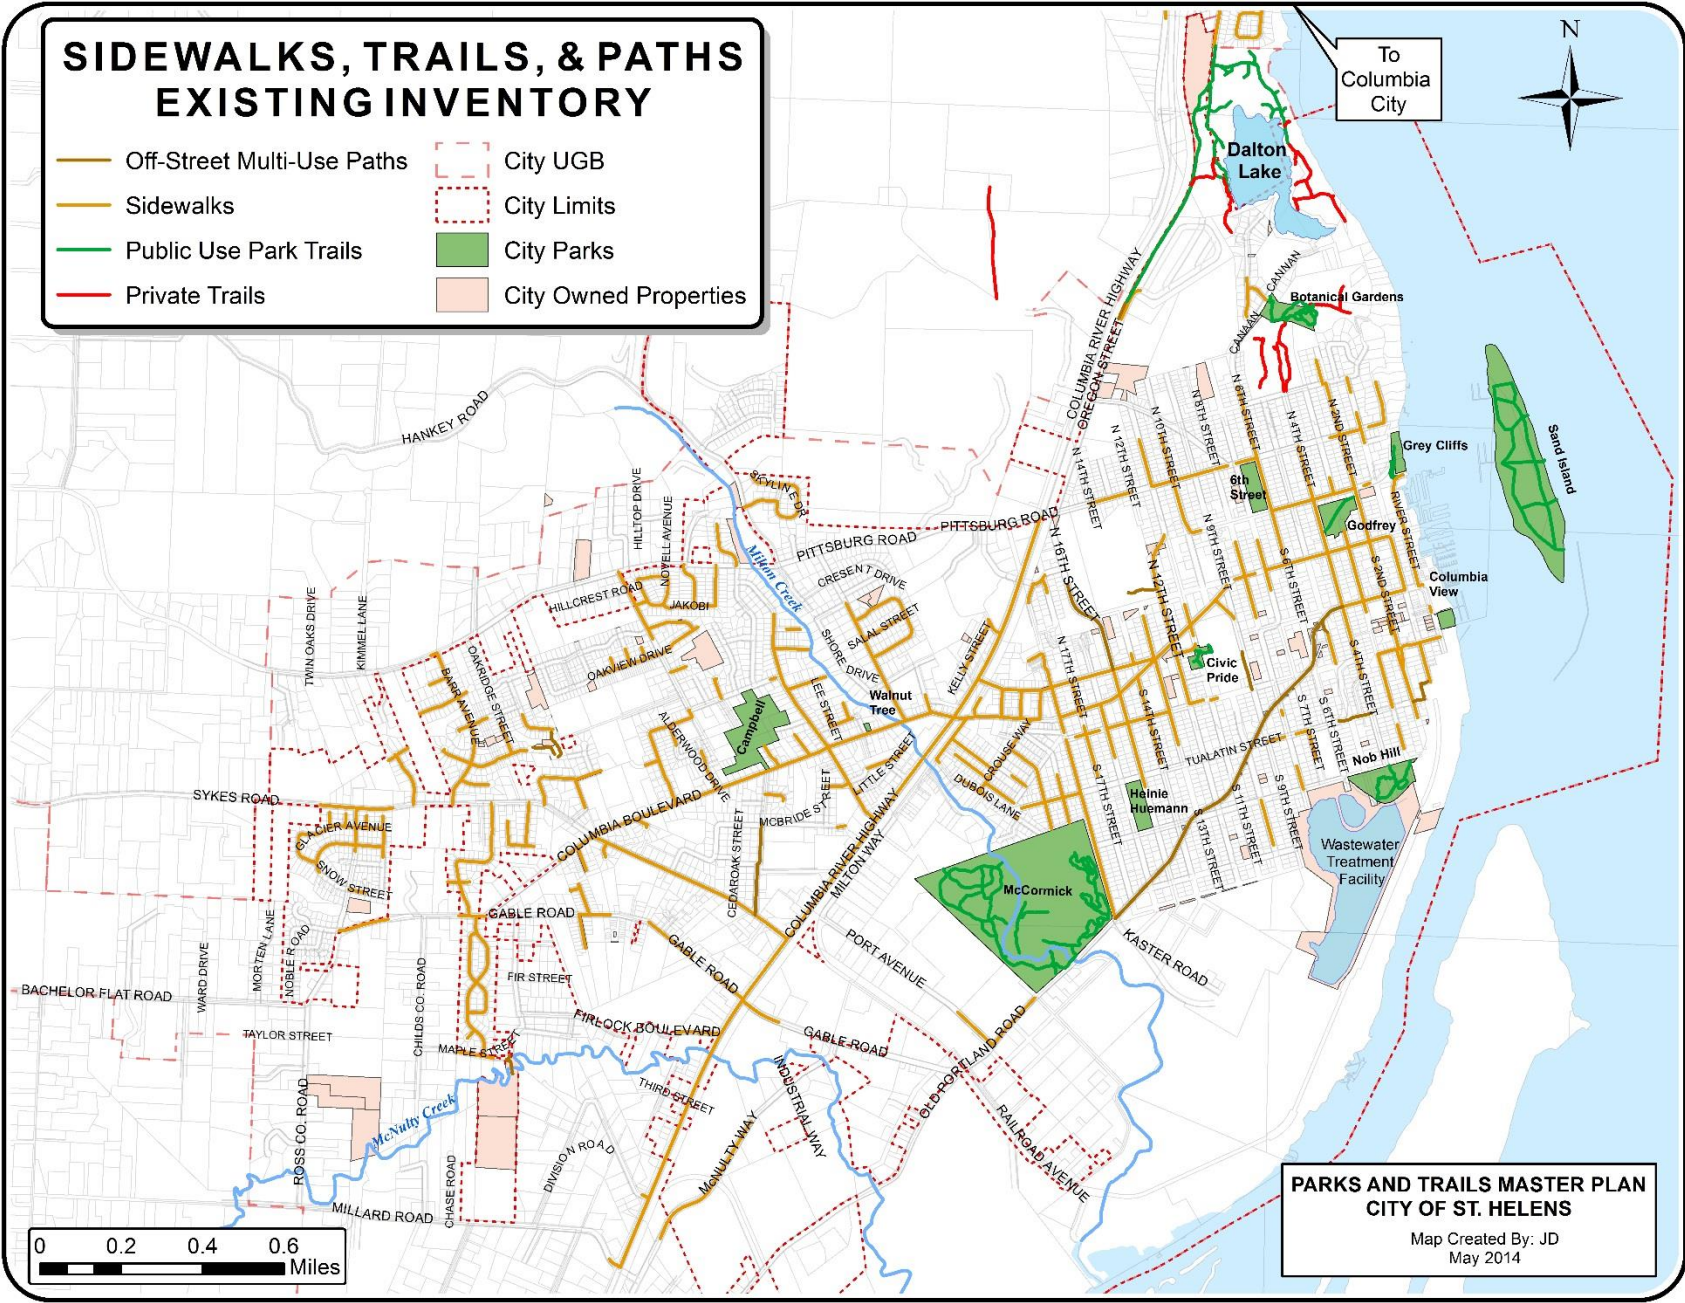 SIDEWALKS, TRAILS, & PATHS
EXISTING INVENTORY
Off-Street Multi-Use Paths
City UGB
Sidewalks
City Limits
Public Use Park Trails
City Parks
Private Trails
City Owned Properties
To
Columbia
City
N
Dalton
Lake
COLUMBIA RIVER HIGHWAY
OREGON STREET
CANNAN
CANAAN
Botanical Gardens
HANKEY ROAD
N 2ND STREET
N 4TH STREET
N 6TH STREET
N 8TH STREET
N 10TH STREET
N 12TH STREET
N 14TH STREET
Grey Cliffs
Sand Island
6th
Street
Godfrey
RIVER STREET
SKYLINE DR
HILLTOP DRIVE
NOYELL AVENUE
PITTSBURG ROAD
PITTSBURG ROAD
N 16TH STREET
N 9TH STREET
N 12TH STREET
Milton Creek
CRESENT DRIVE
S 6TH STREET
S 2ND STREET
Columbia
View
TWIN OAKS DRIVE
KIMMEL LANE
HILLCREST ROAD
JAKOBI
SALAL STREET
SHORE DRIVE
KELLY STREET
N 17TH STREET
Civic
Pride
S 4TH STREET
OAKRIDGE STREET
OAKVIEW DRIVE
BARR AVENUE
LEE STREET
Walnut
Tree
S 14TH STREET
S 7TH STREET
S 6TH STREET
Campbell
ALDERWOOD DRIVE
LITTLE STREET
CROUSE WAY
DUBOIS LANE
TUALATIN STREET
Nob Hill
SYKES ROAD
GLACIER AVENUE
SNOW STREET
COLUMBIA BOULEVARD
MCBRIDE STREET
CEDAROAK STREET
S 17TH STREET
Heinie
Huemann
S 13TH STREET
S 11TH STREET
S 9TH STREET
Wastewater
Treatment
Facility
COLUMBIA RIVER HIGHWAY
MILTON WAY
McCormick
GABLE ROAD
GABLE ROAD
MORTEN LANE
NOBLE ROAD
WARD DRIVE
BACHELOR FLAT ROAD
TAYLOR STREET
CHILDS CO. ROAD
FIR STREET
FIRLOCK BOULEVARD
MAPLE STREET
PORT AVENUE
KASTER ROAD
GABLE ROAD
OLD PORTLAND ROAD
THIRD STREET
INDUSTRIAL WAY
RAILROAD AVENUE
ROSS CO. ROAD
McNulty Creek
McNULTY WAY
DIVISION ROAD
CHASE ROAD
MILLARD ROAD
0 0.2 0.4 0.6
Miles
PARKS AND TRAILS MASTER PLAN
CITY OF ST. HELENS
Map Created By: JD
May 2014